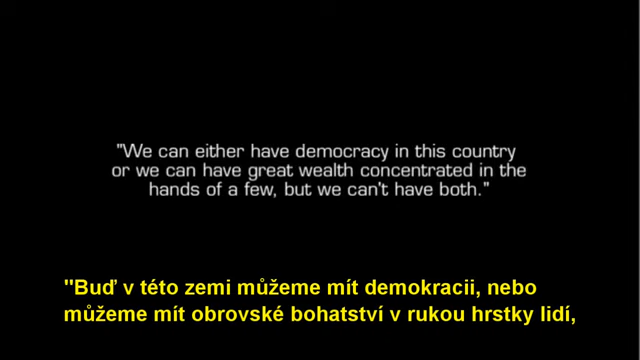 "We can either have democracy in this country
or we can have great wealth concentrated in the
hands of a few, but we can't have both."
"Buď v této zemi můžeme mít demokracii, nebo
můžeme mít obrovské bohatství v rukou hrstky lidí,